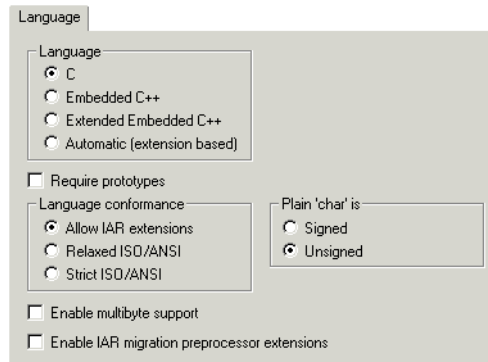 Language
Language
C
Embedded C++
Extended Embedded C++
Automatic (extension based)
Require prototypes
Language conformance
Allow IAR extensions
Relaxed ISO/ANSI
Strict ISO/ANSI
Plain 'char' is
Signed
Unsigned
Enable multibyte support
Enable IAR migration preprocessor extensions